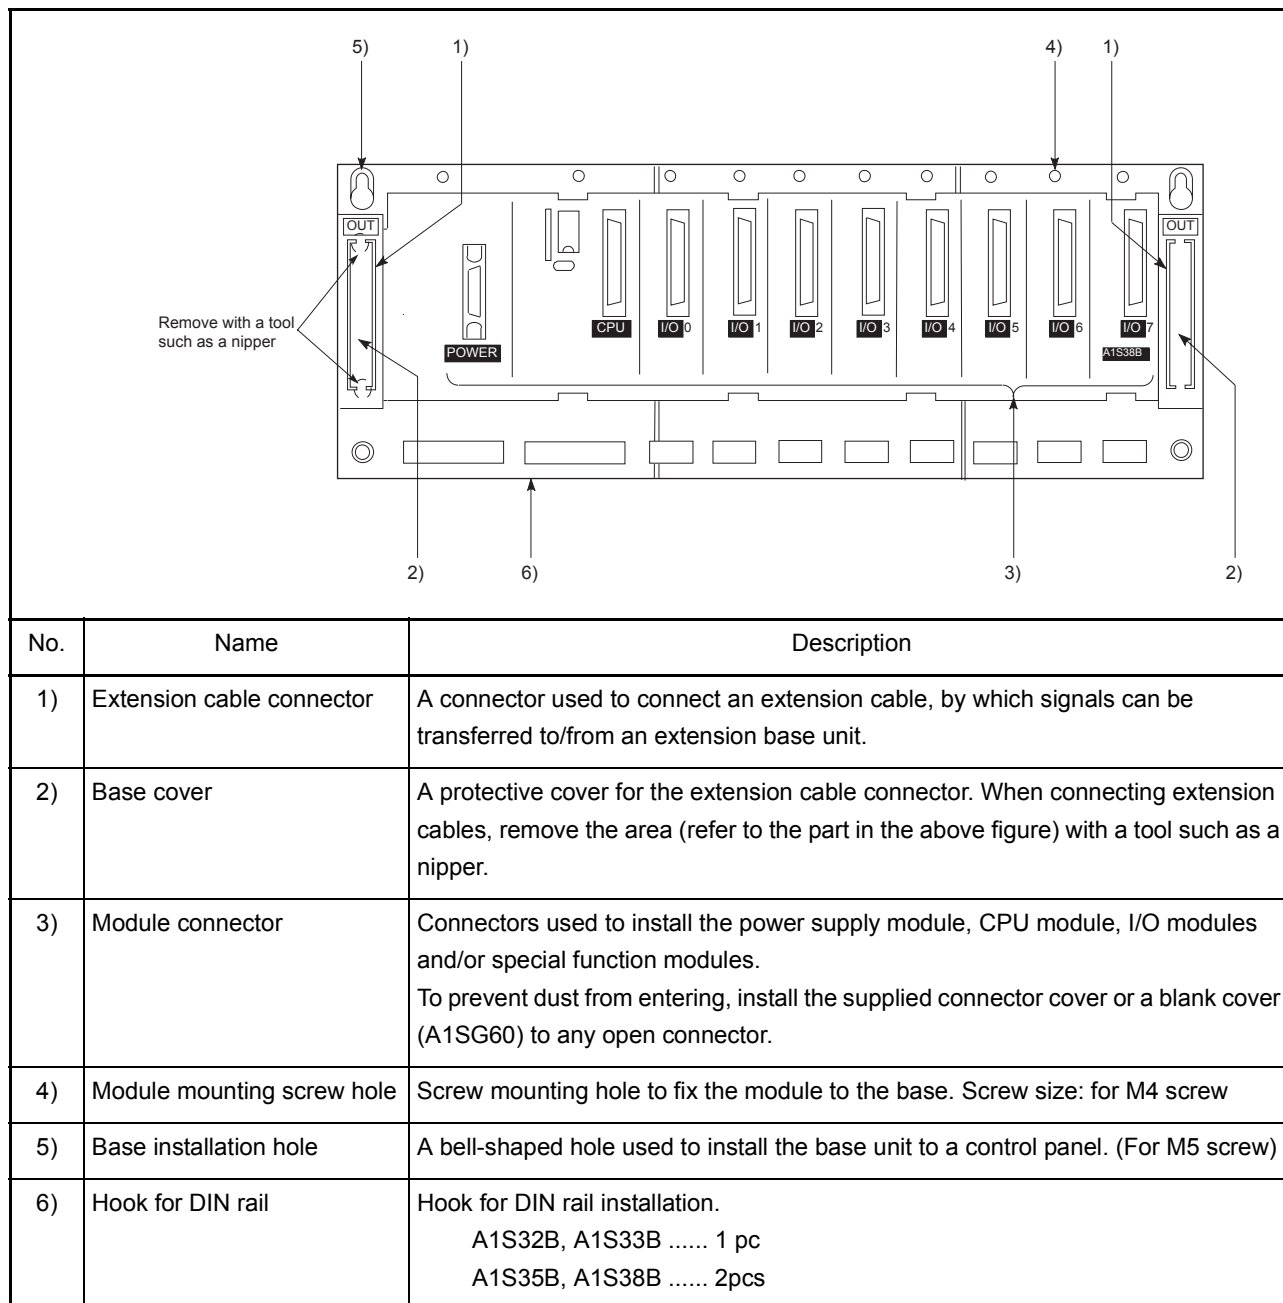 5)
1)
4)
1)
OUT
OUT
Remove with a tool
such as a nipper
CPU
I/O 0
I/O 1
I/O 2
I/O 3
I/O 4
I/O 5
I/O 6
I/O 7
POWER
A1S38B
2)
6)
3)
2)
No. Name Description
1) Extension cable connector A connector used to connect an extension cable, by which signals can be
transferred to/from an extension base unit.
2) Base cover A protective cover for the extension cable connector. When connecting extension
cables, remove the area (refer to the part in the above figure) with a tool such as a
nipper.
3) Module connector Connectors used to install the power supply module, CPU module, I/O modules
and/or special function modules.
To prevent dust from entering, install the supplied connector cover or a blank cover
(A1SG60) to any open connector.
4) Module mounting screw hole Screw mounting hole to fix the module to the base. Screw size: for M4 screw
5) Base installation hole A bell-shaped hole used to install the base unit to a control panel. (For M5 screw)
6) Hook for DIN rail Hook for DIN rail installation.
A1S32B, A1S33B ...... 1 pc
A1S35B, A1S38B ...... 2pcs